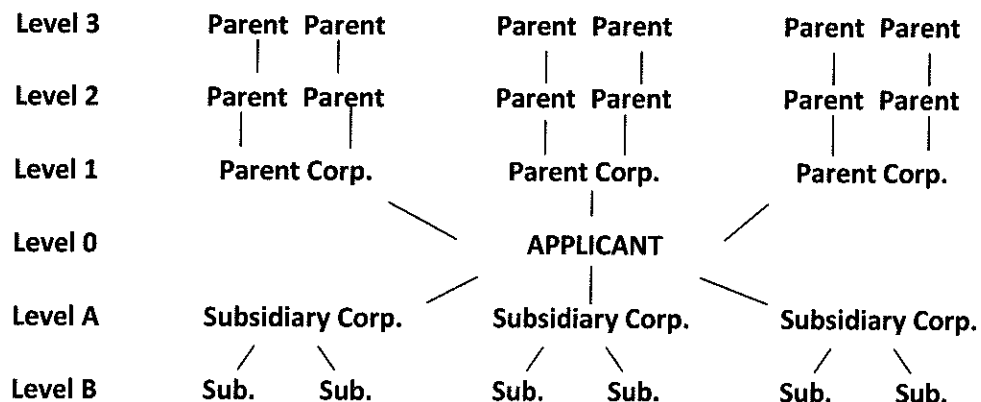 Level 3 Parent Parent Parent Parent Parent Parent
Level 2 Parent Parent Parent Parent Parent Parent
Level 1 Parent Corp. Parent Corp. Parent Corp.
Level 0 APPLICANT
Level A Subsidiary Corp. Subsidiary Corp. Subsidiary Corp.
Level B Sub. Sub. Sub. Sub. Sub. Sub.